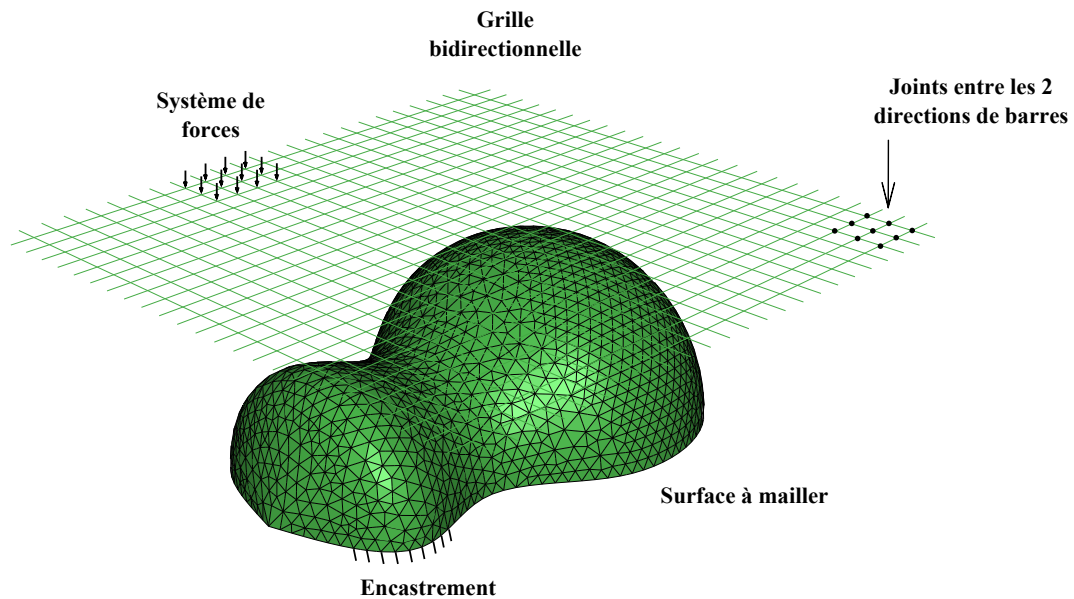 Grille
bidirectionnelle
Système de
forces
Joints entre les 2
directions de barres
Surface à mailler
Encastrement